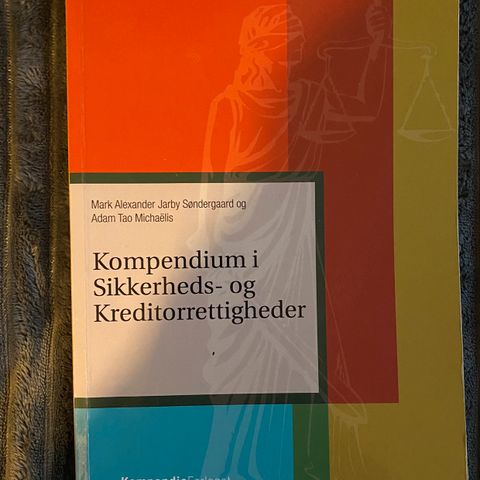 Mark Alexander Jarby Søndergaard og
Adam Tao Michaëlis
Kompendium i
Sikkerheds- og
Kreditorrettigheder